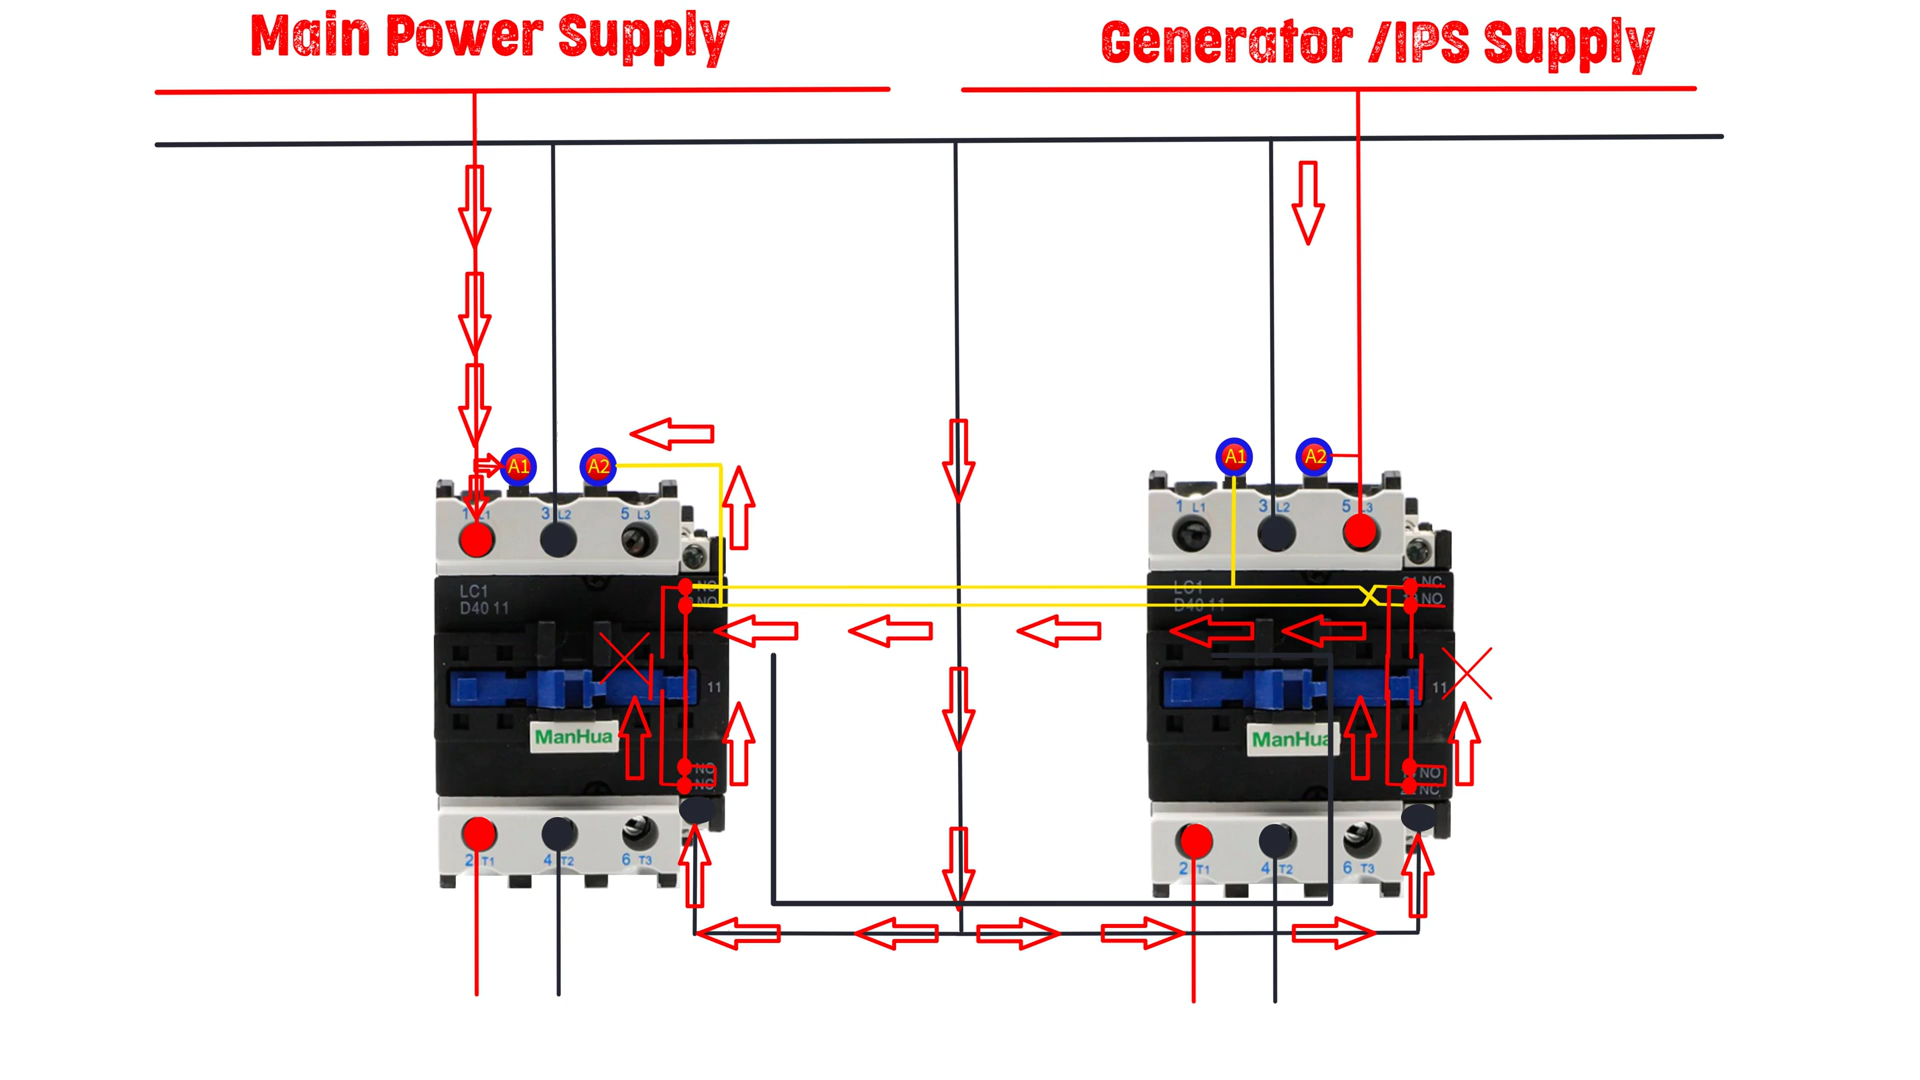 Main Power Supply
Generator /IPS Supply
A1
A2
A1
A2
1 L1
3 L2
5 L3
1 L1
3 L2
5 L3
LC1
D40 11
NC
NO
LC1
D40 11
NC
NO
11
11
ManHua
ManHua
NO
NC
NO
NC
2 T1
4 T2
6 T3
2 T1
4 T2
6 T3